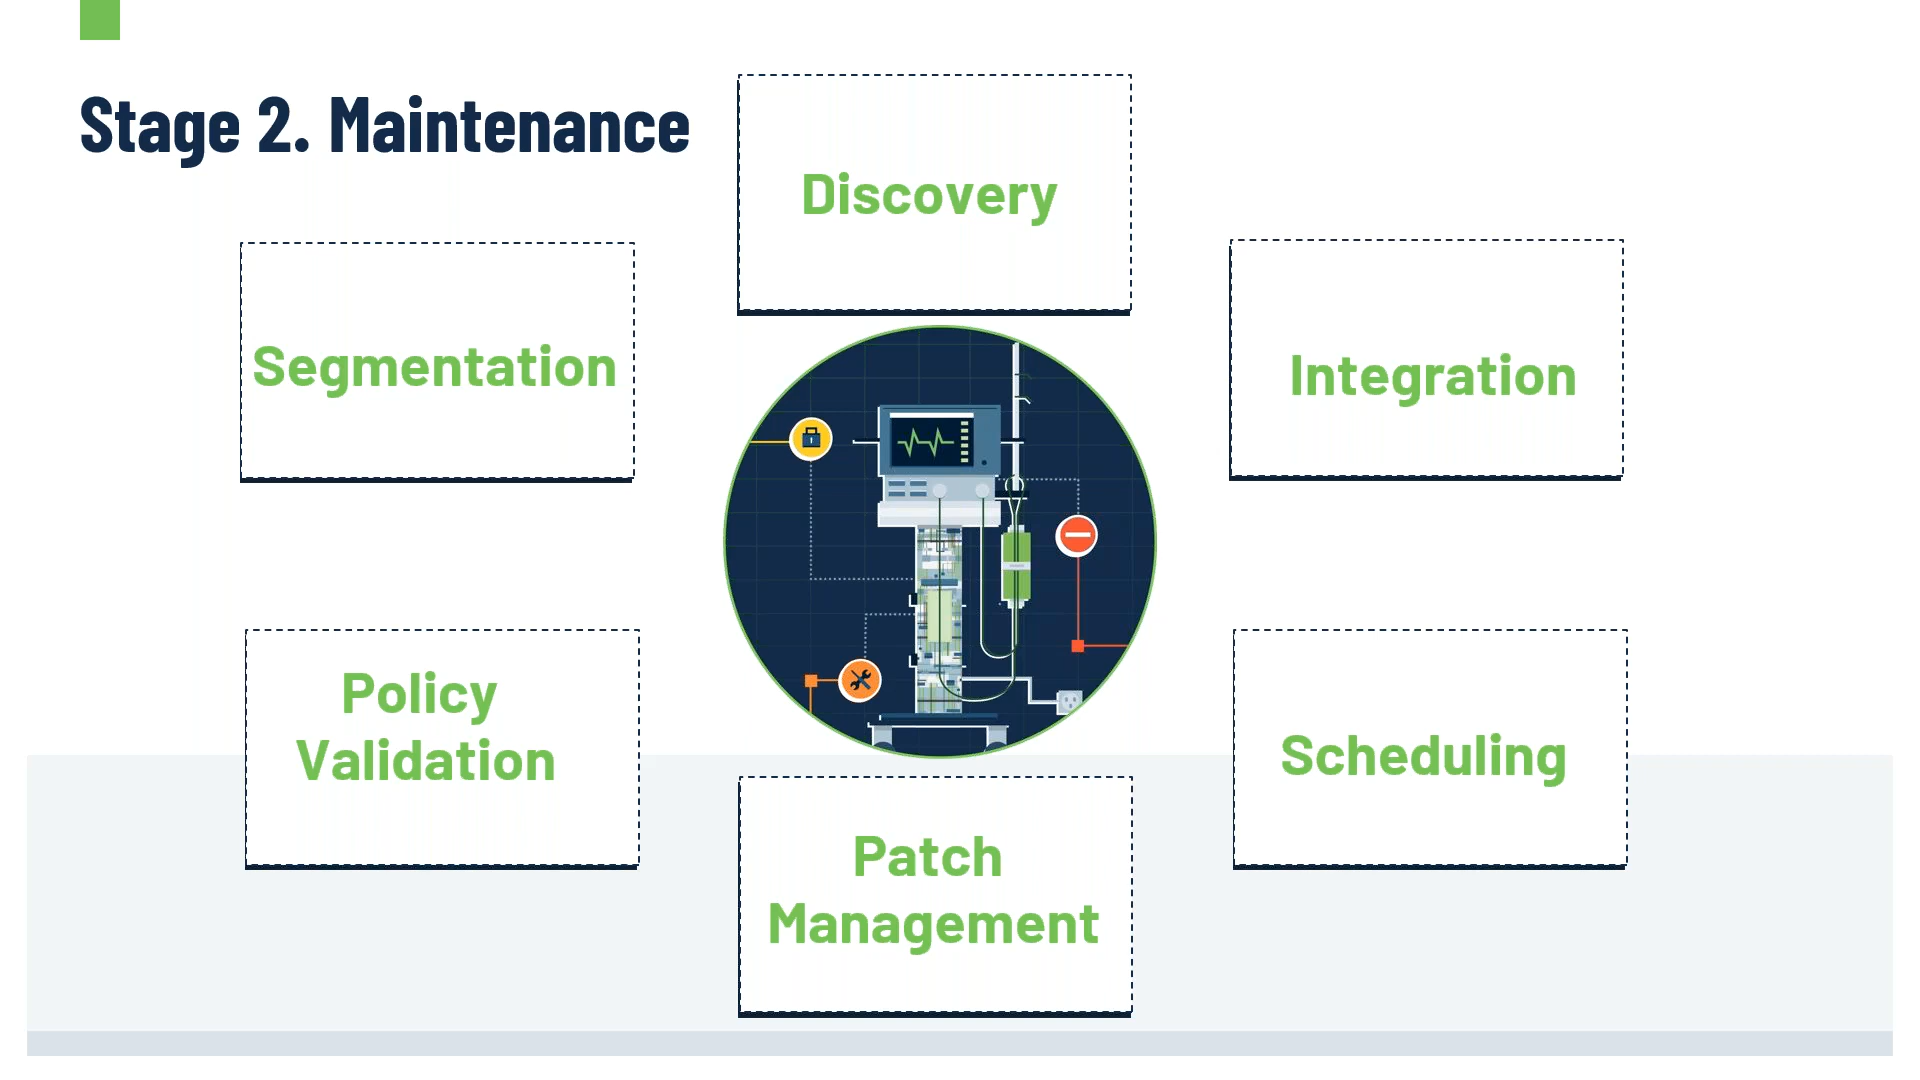 Stage 2. Maintenance
Discovery
Segmentation
Integration
Policy
Validation
Scheduling
Patch
Management